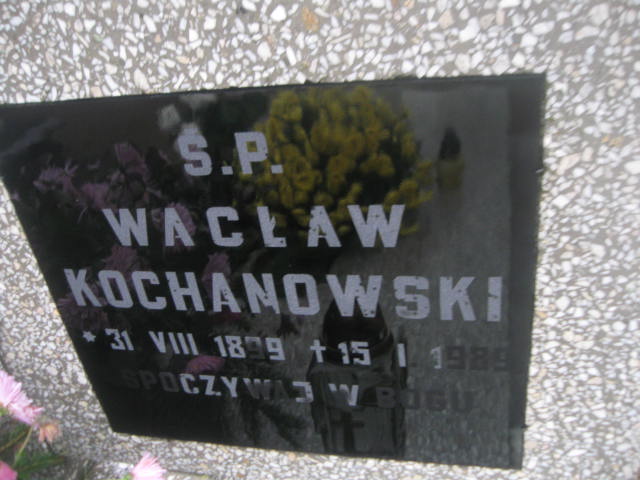 Ś.P.
WACŁAW
KOCHANOWSKI
* 31 VIII 1899 † 15 I 1989
SPOCZYWAJ W BOGU